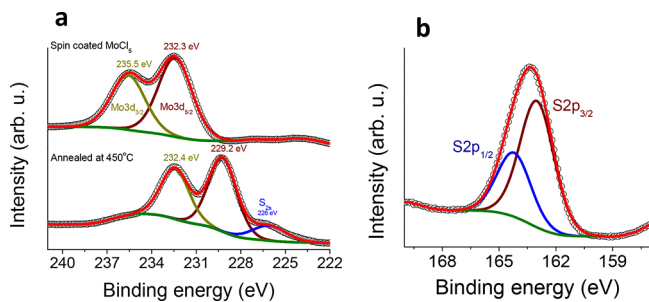 a
Spin coated MoCl5
232.3 eV
235.5 eV
Mo3d3/2
Mo3d5/2
Annealed at 450°C
232.4 eV
229.2 eV
S2s
226 eV
Intensity (arb. u.)
240 237 234 231 228 225 222
Binding energy (eV)
b
S2p3/2
S2p1/2
Intensity (arb. u.)
168 165 162 159
Binding energy (eV)